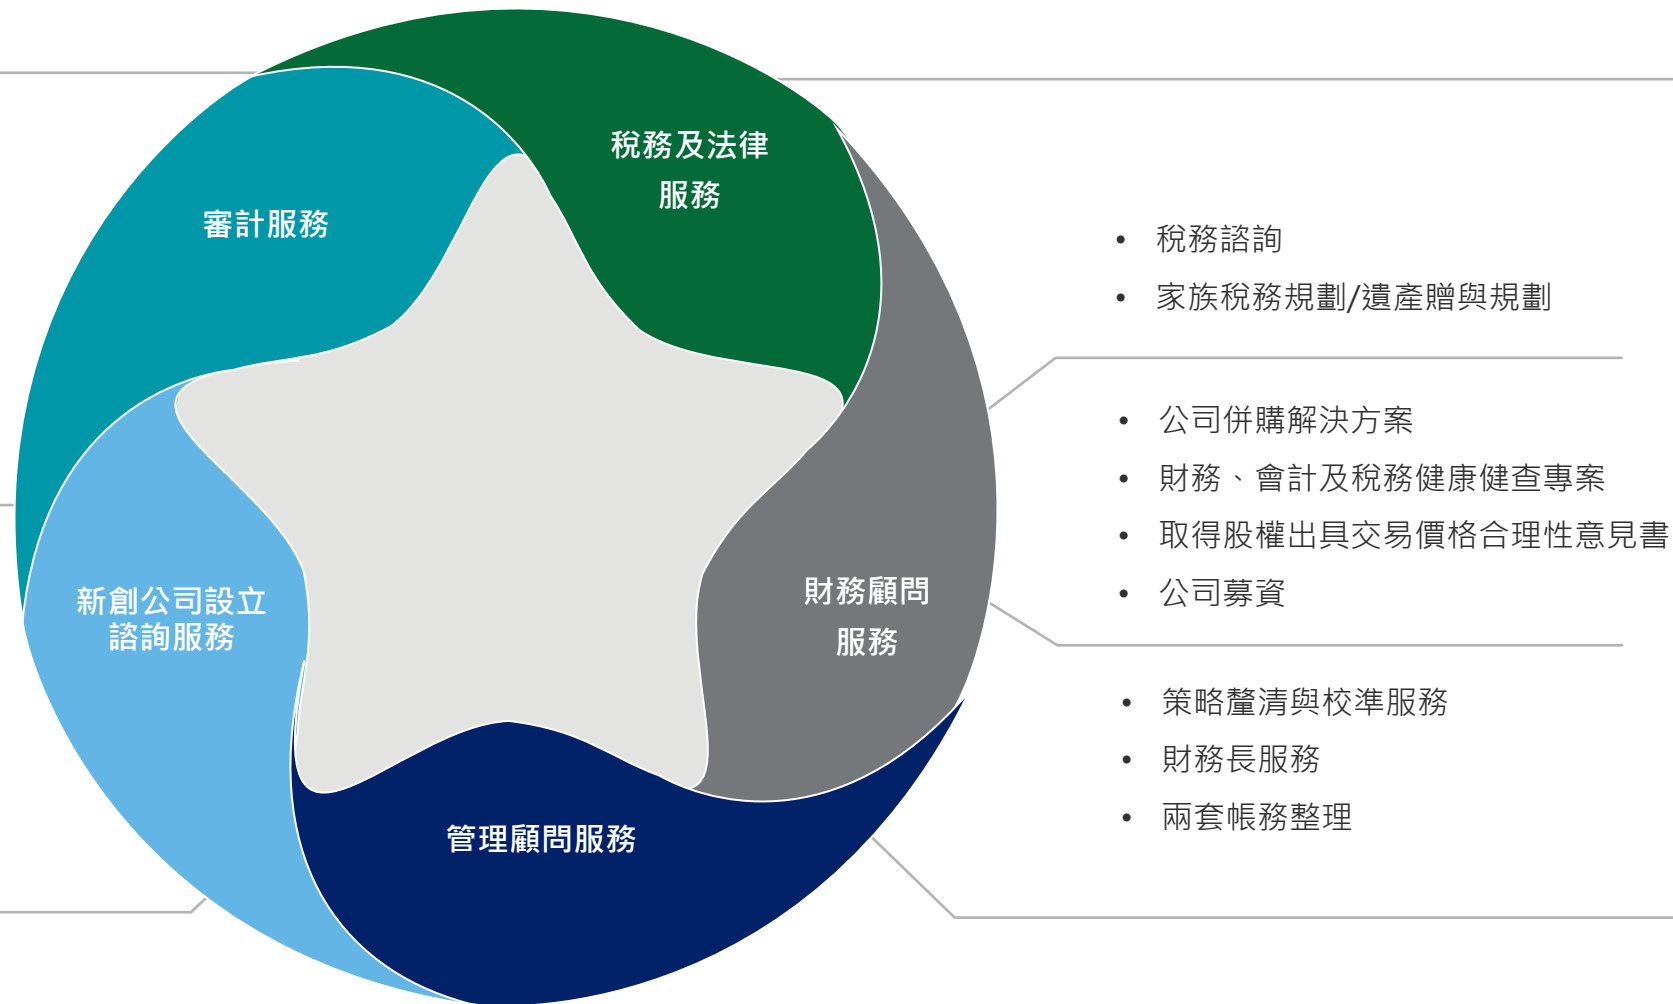 稅務及法律
服務
審計服務
新創公司設立
諮詢服務
財務顧問
服務
管理顧問服務
• 稅務諮詢
• 家族稅務規劃/遺產贈與規劃
• 公司併購解決方案
• 財務、會計及稅務健康健查專案
• 取得股權出具交易價格合理性意見書
• 公司募資
• 策略釐清與校準服務
• 財務長服務
• 兩套帳務整理